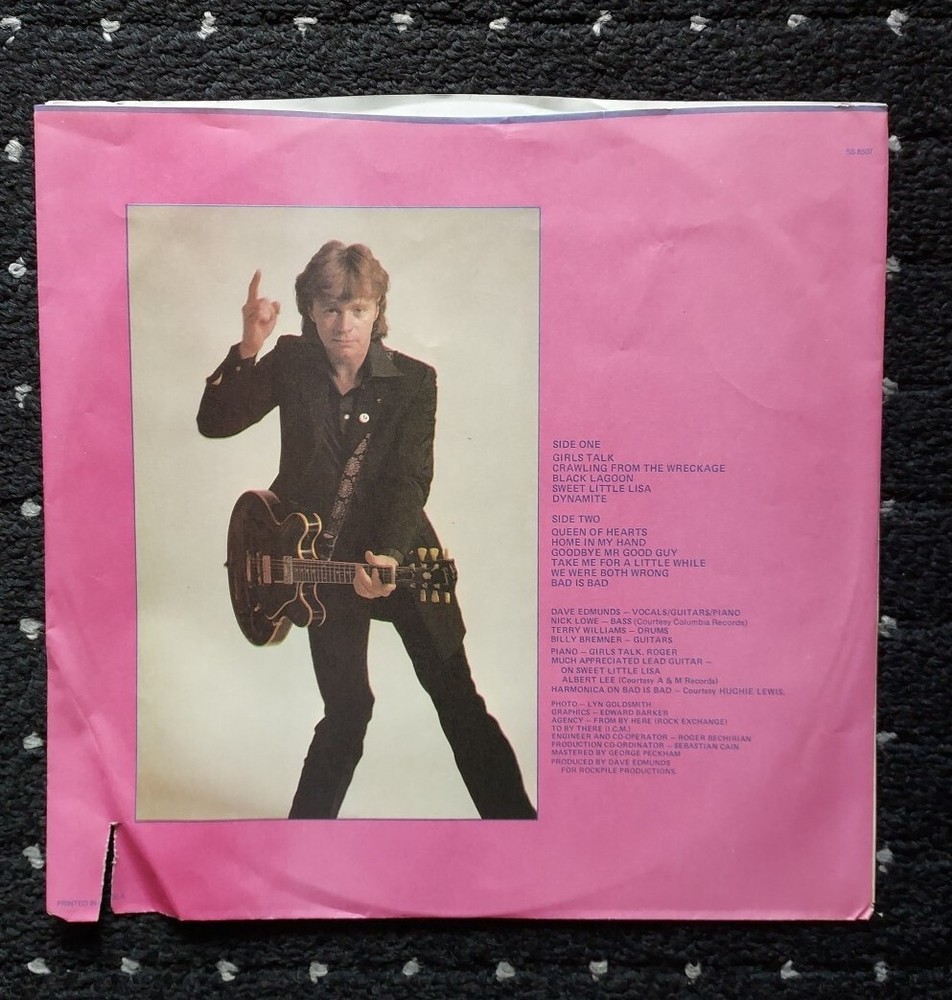 SIDE ONE
GIRLS TALK
CRAWLING FROM THE WRECKAGE
BLACK LAGOON
SWEET LITTLE LISA
DYNAMITE
SIDE TWO
QUEEN OF HEARTS
HOME IN MY HAND
GOODBYE MR GOOD GUY
TAKE ME FOR A LITTLE WHILE
WE WERE BOTH WRONG
BAD IS BAD
DAVE EDMUNDS – VOCALS/GUITARS/PIANO
NICK LOWE – BASS (Courtesy Columbia Records)
TERRY WILLIAMS – DRUMS
BILLY BREMNER – GUITARS
PIANO – GIRLS TALK, ROGER
MUCH APPRECIATED LEAD GUITAR –
ON SWEET LITTLE LISA
ALBERT LEE (Courtesy A & M Records)
HARMONICA ON BAD IS BAD – Courtesy HUGHIE LEWIS.
PHOTO – LYN GOLDSMITH
GRAPHICS – EDWARD BARKER
AGENCY – FROM BY HERE (ROCK EXCHANGE)
TO BY THERE (I.C.M.)
ENGINEER AND CO-OPERATOR – ROGER BECHIRIAN
PRODUCTION CO-ORDINATOR – SEBASTIAN CAIN
MASTERED BY GEORGE PECKHAM
PRODUCED BY DAVE EDMUNDS
FOR ROCKPILE PRODUCTIONS.
PRINTED IN